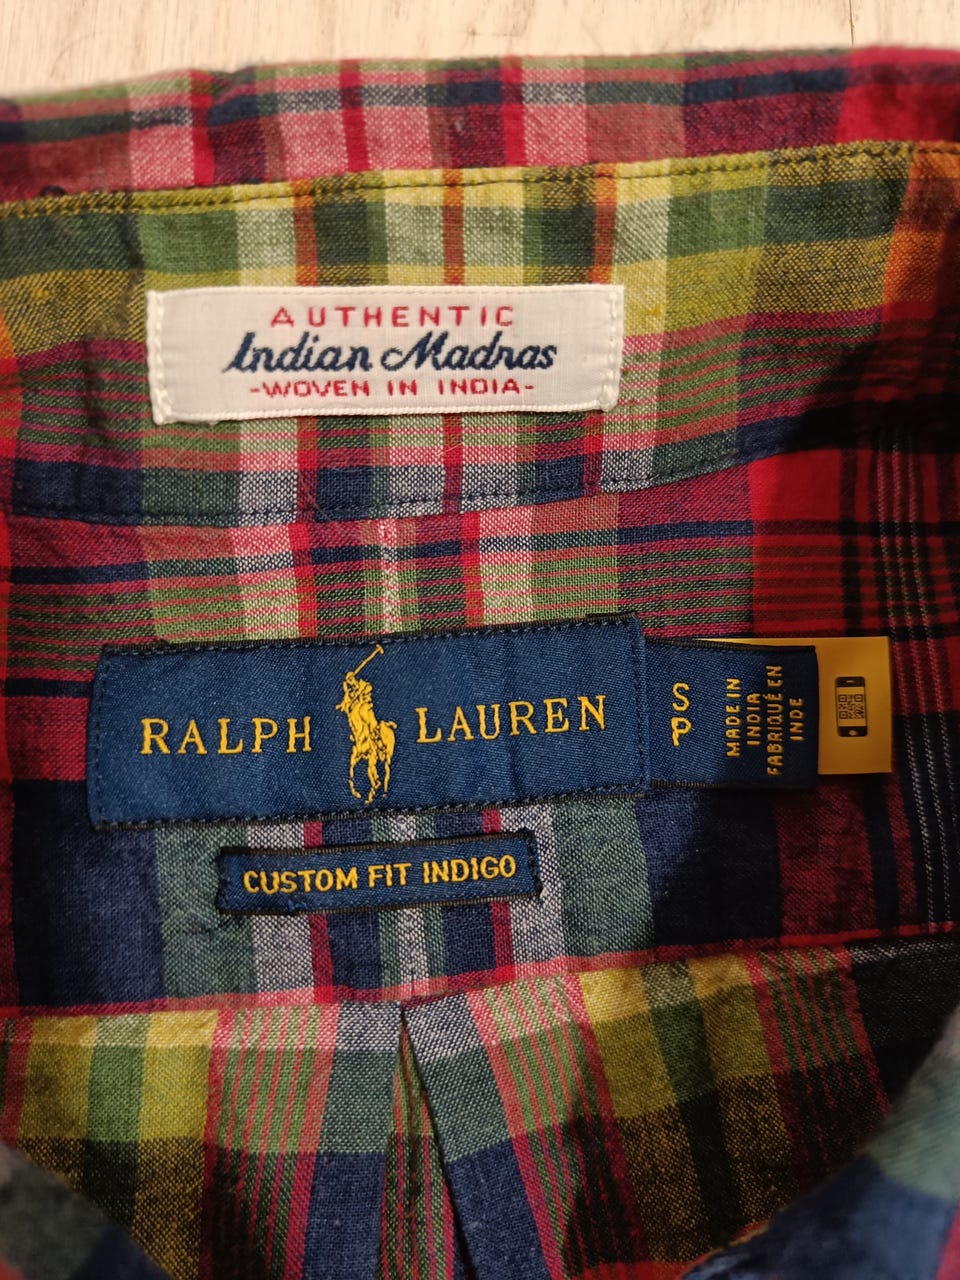 AUTHENTIC
Indian Madras
-WOVEN IN INDIA-
RALPH LAUREN
S
P
MADE IN
INDIA
FABRIQUÉ EN
INDE
CUSTOM FIT INDIGO